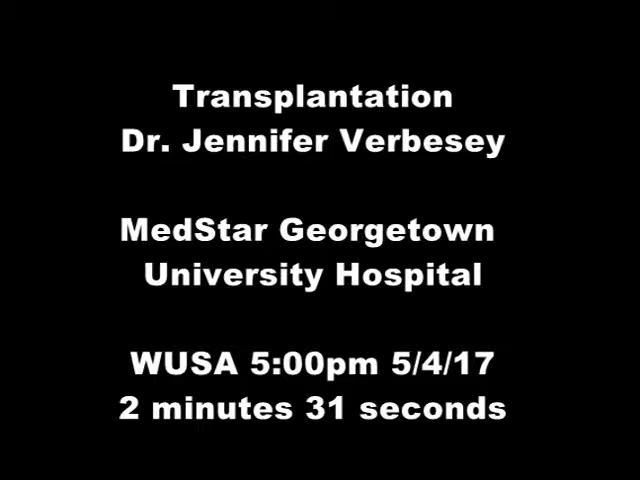 Transplantation
Dr. Jennifer Verbesey
MedStar Georgetown
University Hospital
WUSA 5:00pm 5/4/17
2 minutes 31 seconds